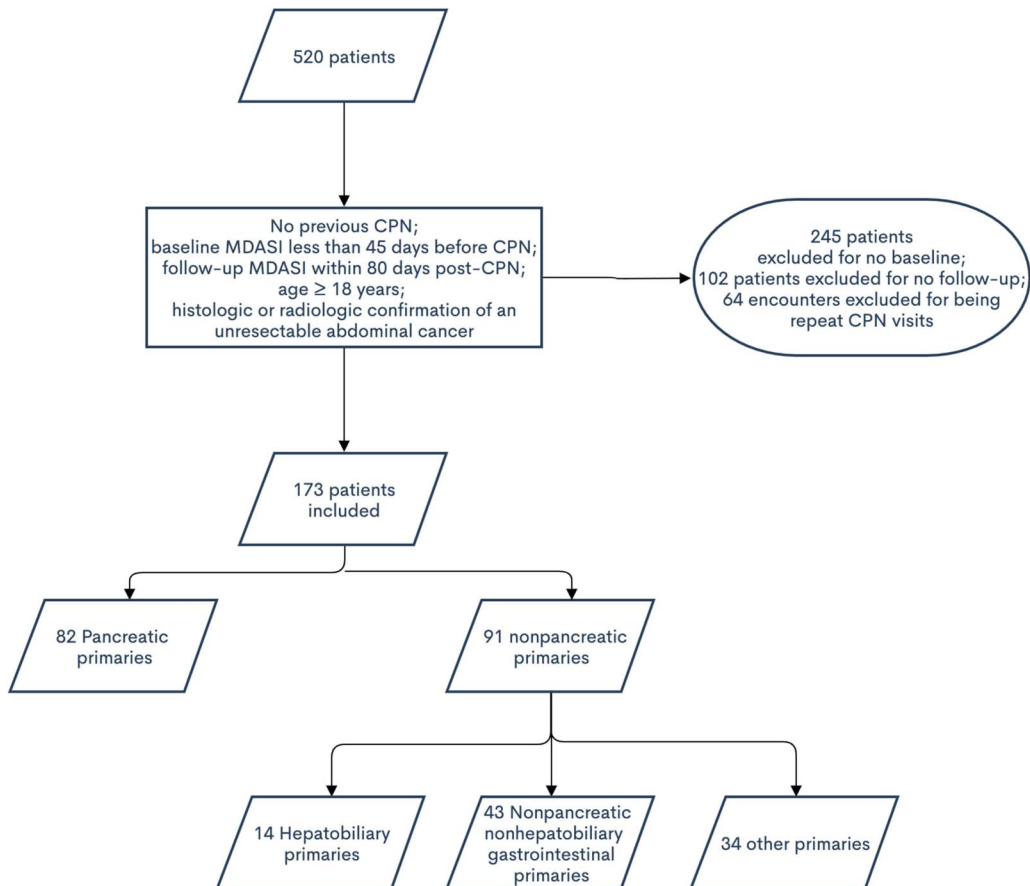 520 patients
No previous CPN;
baseline MDASI less than 45 days before CPN;
follow-up MDASI within 80 days post-CPN;
age ≥ 18 years;
histologic or radiologic confirmation of an
unresectable abdominal cancer
245 patients
excluded for no baseline;
102 patients excluded for no follow-up;
64 encounters excluded for being
repeat CPN visits
173 patients
included
82 Pancreatic
primaries
91 nonpancreatic
primaries
14 Hepatobiliary
primaries
43 Nonpancreatic
nonhepatobiliary
gastrointestinal
primaries
34 other primaries